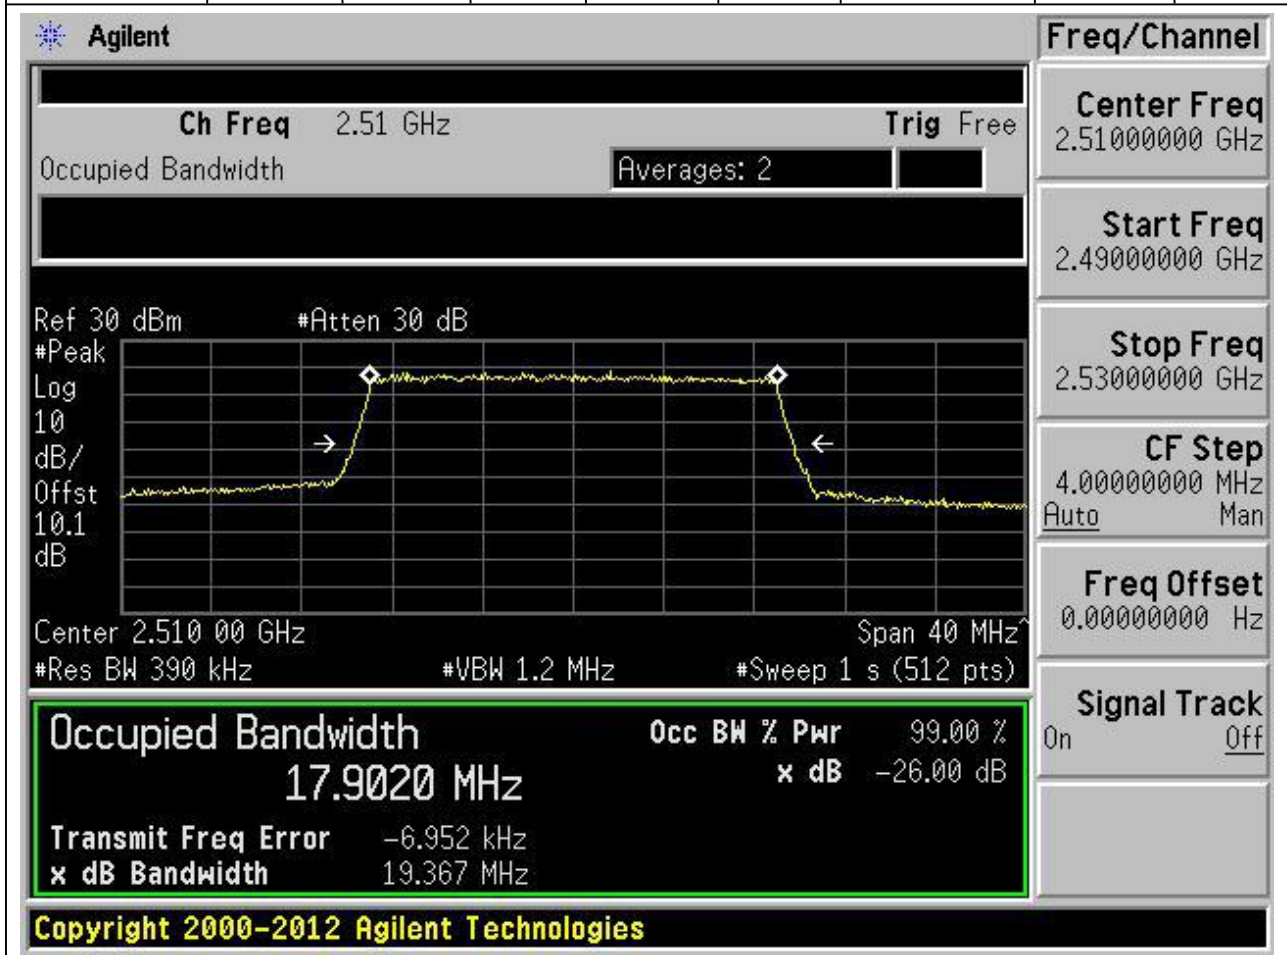 Agilent
Freq/Channel
Ch Freq 2.51 GHz Trig Free
Occupied Bandwidth Averages: 2
Center Freq
2.51000000 GHz
Start Freq
2.49000000 GHz
Stop Freq
2.53000000 GHz
CF Step
4.00000000 MHz
Auto Man
Freq Offset
0.00000000 Hz
Signal Track
On Off
Ref 30 dBm #Atten 30 dB
#Peak
Log
10
dB/
Offst
10.1
dB
Center 2.510 00 GHz Span 40 MHz^
#Res BW 390 kHz #VBW 1.2 MHz #Sweep 1 s (512 pts)
Occupied Bandwidth Occ BW % Pwr 99.00 %
17.9020 MHz x dB -26.00 dB
Transmit Freq Error -6.952 kHz
x dB Bandwidth 19.367 MHz
Copyright 2000-2012 Agilent Technologies